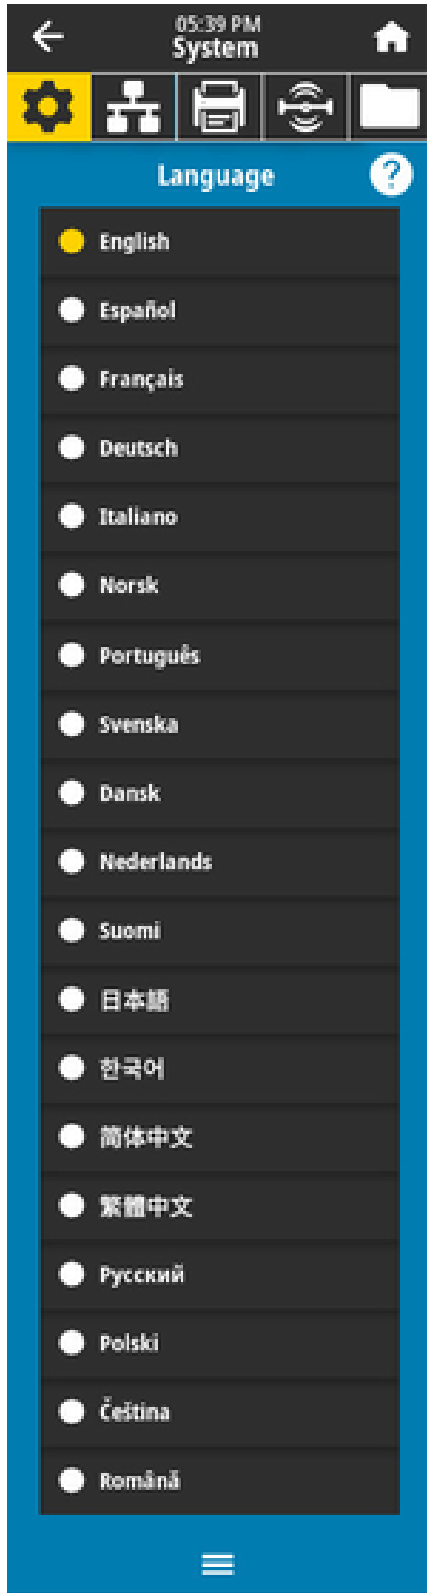 05:39 PM
System
Language
?
English
Español
Français
Deutsch
Italiano
Norsk
Português
Svenska
Dansk
Nederlands
Suomi
日本語
한국어
简体中文
繁體中文
Русский
Polski
Čeština
Română